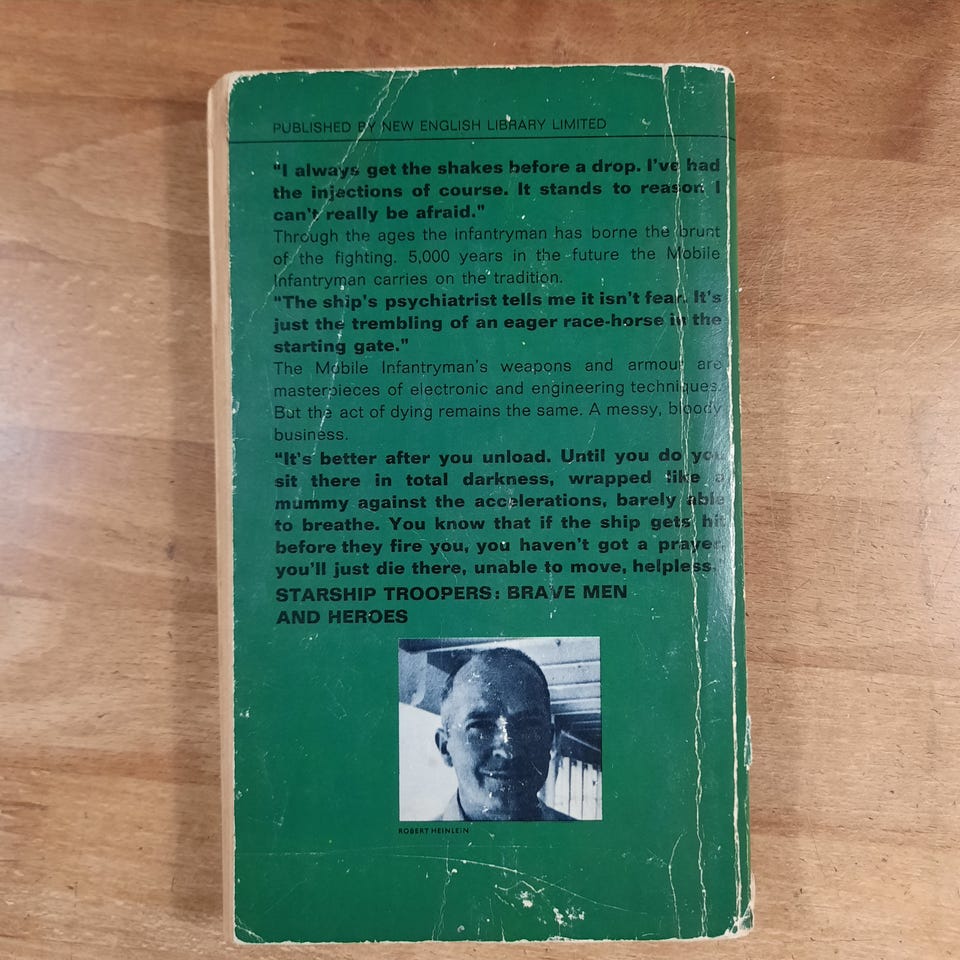 PUBLISHED BY NEW ENGLISH LIBRARY LIMITED
"I always get the shakes before a drop. I've had
the injections of course. It stands to reason I
can't really be afraid."
Through the ages the infantryman has borne the brunt
of the fighting. 5,000 years in the future the Mobile
Infantryman carries on the tradition.
"The ship's psychiatrist tells me it isn't fear. It's
just the trembling of an eager race-horse in the
starting gate."
The Mobile Infantryman's weapons and armour are
masterpieces of electronic and engineering techniques.
But the act of dying remains the same. A messy, bloody
business.
"It's better after you unload. Until you do you
sit there in total darkness, wrapped like a
mummy against the accelerations, barely able
to breathe. You know that if the ship gets hit
before they fire you, you haven't got a prayer,
you'll just die there, unable to move, helpless.
STARSHIP TROOPERS: BRAVE MEN
AND HEROES
ROBERT HEINLEIN